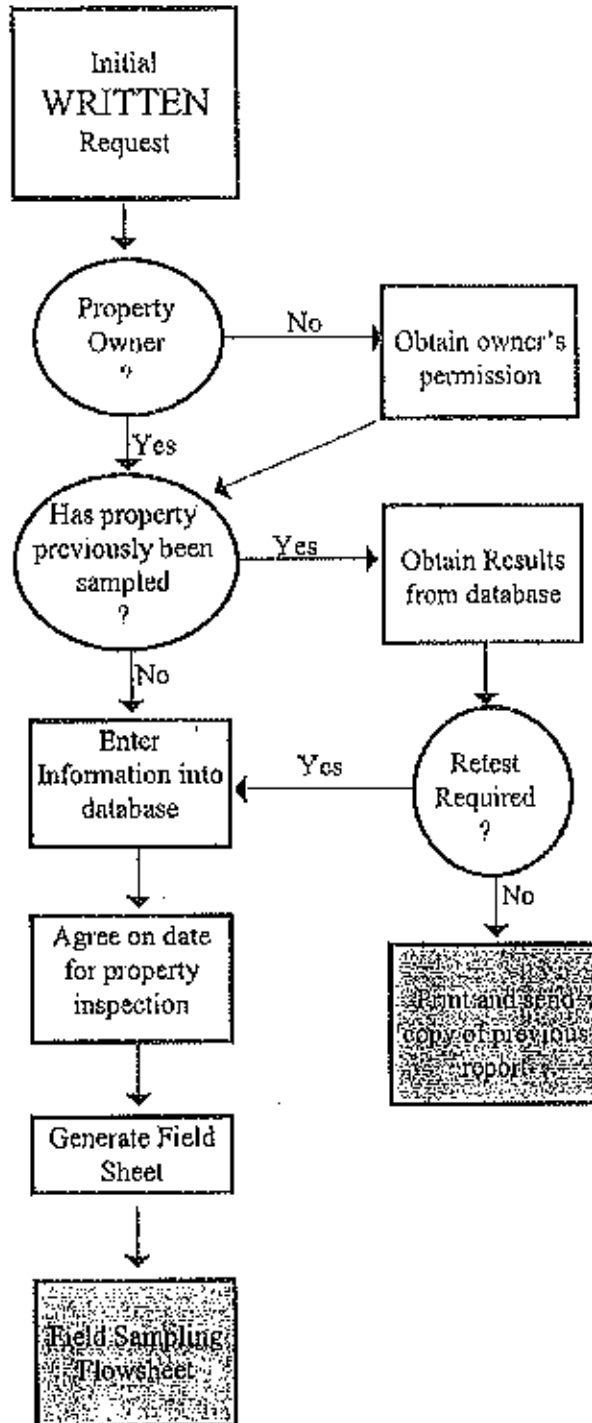 Initial
WRITTEN
Request
Property
Owner
?
No
Obtain owner's
permission
Yes
Has property
previously been
sampled
?
Yes
Obtain Results
from database
No
Enter
Information into
database
Yes
Retest
Required
?
No
Agree on date
for property
inspection
Print and send
copy of previous
report
Generate Field
Sheet
Field Sampling
Flowsheet